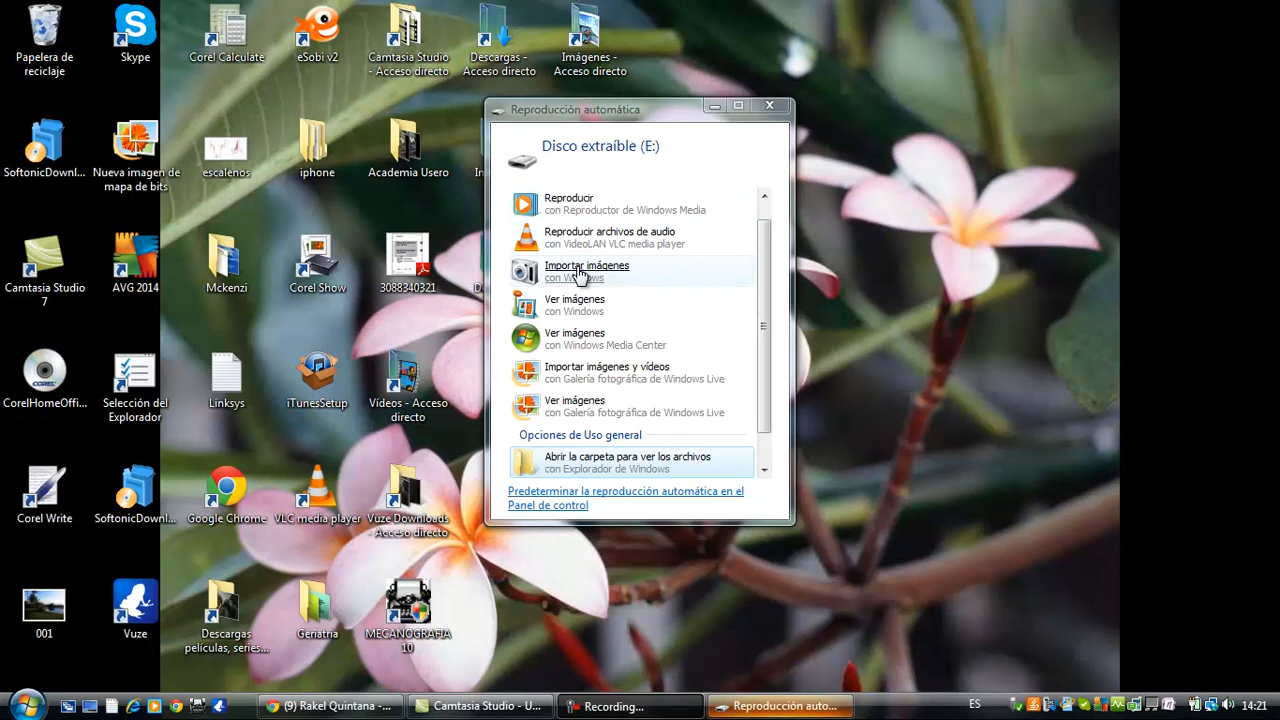 Papelera de
reciclaje
Skype
Corel Calculate
eSobi v2
Camtasia Studio
- Acceso directo
Descargas -
Acceso directo
Imágenes -
Acceso directo
SoftonicDownl...
Nueva imagen de
mapa de bits
escalenos
iphone
Academia Usero
Camtasia Studio
7
AVG 2014
Mckenzi
Corel Show
3088340321
CorelHomeOffi...
Selección del
Explorador
Linksys
iTunesSetup
Vídeos - Acceso
directo
Corel Write
SoftonicDownl...
Google Chrome
VLC media player
Vuze Downloads
- Acceso directo
001
Vuze
Descargas
peliculas, series...
Geriatria
MECANOGRAFIA
10
Reproducción automática
Disco extraíble (E:)
Reproducir
con Reproductor de Windows Media
Reproducir archivos de audio
con VideoLAN VLC media player
Importar imágenes
con Windows
Ver imágenes
con Windows
Ver imágenes
con Windows Media Center
Importar imágenes y vídeos
con Galería fotográfica de Windows Live
Ver imágenes
con Galería fotográfica de Windows Live
Opciones de Uso general
Abrir la carpeta para ver los archivos
con Explorador de Windows
Predeterminar la reproducción automática en el
Panel de control
(9) Rakel Quintana -...
Camtasia Studio - U...
Recording...
Reproducción auto...
ES
14:21